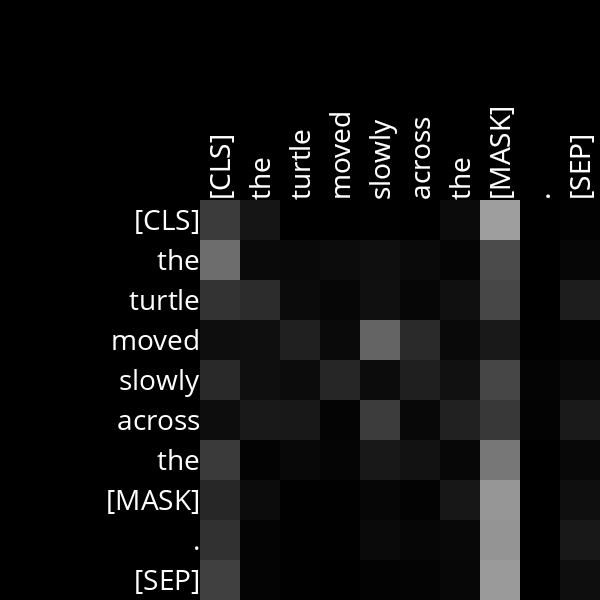 [CLS] the turtle moved slowly across the [MASK] . [SEP]
[CLS]
the
turtle
moved
slowly
across
the
[MASK]
.
[SEP]